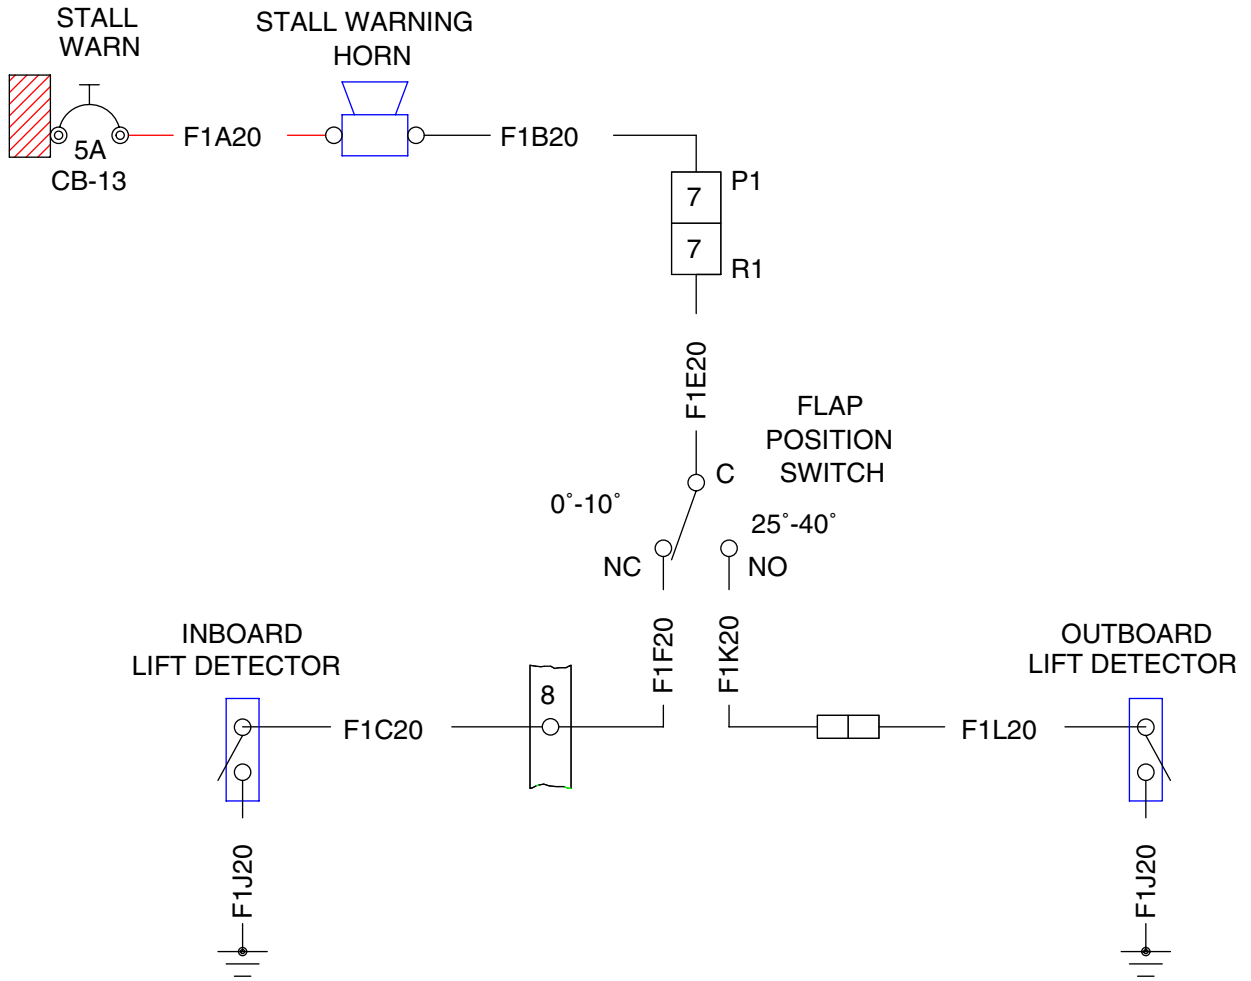 STALL
WARN
STALL WARNING
HORN
F1A20
F1B20
5A
CB-13
7
P1
7
R1
F1E20
FLAP
POSITION
SWITCH
C
0˚-10˚
25˚-40˚
NC
NO
INBOARD
LIFT DETECTOR
F1F20
F1K20
OUTBOARD
LIFT DETECTOR
8
F1C20
F1L20
F1J20
F1J20